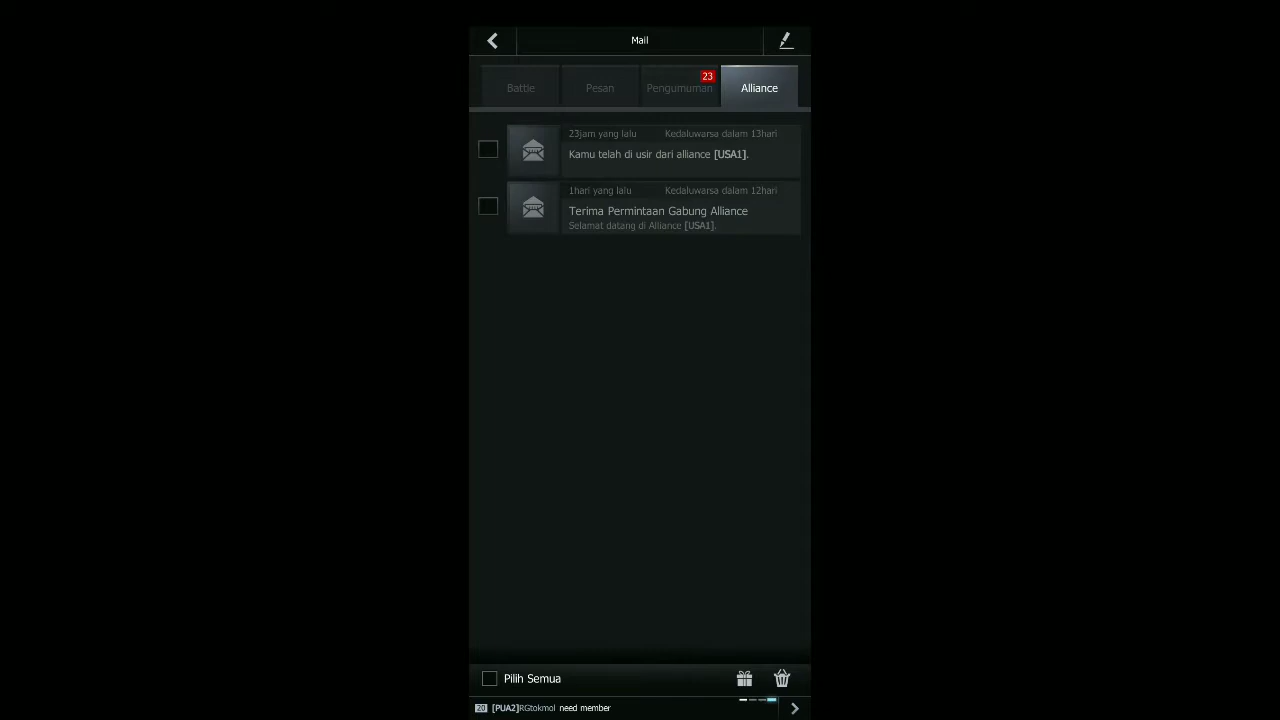 Mail
Battle
Pesan
Pengumuman
23
Alliance
23jam yang lalu Kedaluwarsa dalam 13hari
Kamu telah di usir dari alliance [USA1].
1hari yang lalu Kedaluwarsa dalam 12hari
Terima Permintaan Gabung Alliance
Selamat datang di Alliance [USA1].
Pilih Semua
20 [PUA2]RGtokmol need member